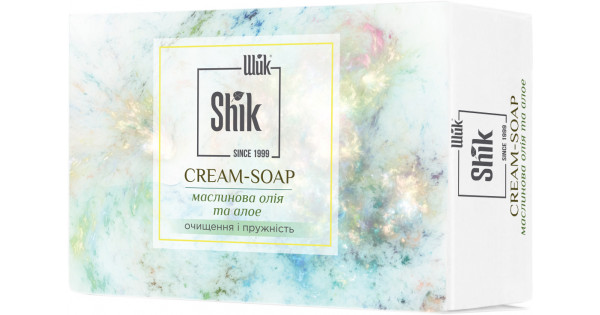 Шик
Shik
SINCE 1999
CREAM-SOAP
маслинова олія
та алое
очищення і пружність
Шик
Shik
SINCE 1999
CREAM-SOAP
маслинова олія та алое